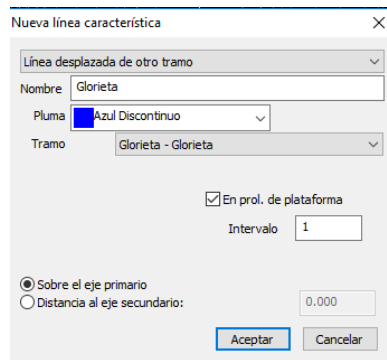 Nueva línea característica
Línea desplazada de otro tramo
Nombre Glorieta
Pluma Azul Discontinuo
Tramo Glorieta - Glorieta
En prol. de plataforma
Intervalo 1
Sobre el eje primario
Distancia al eje secundario: 0.000
Aceptar Cancelar